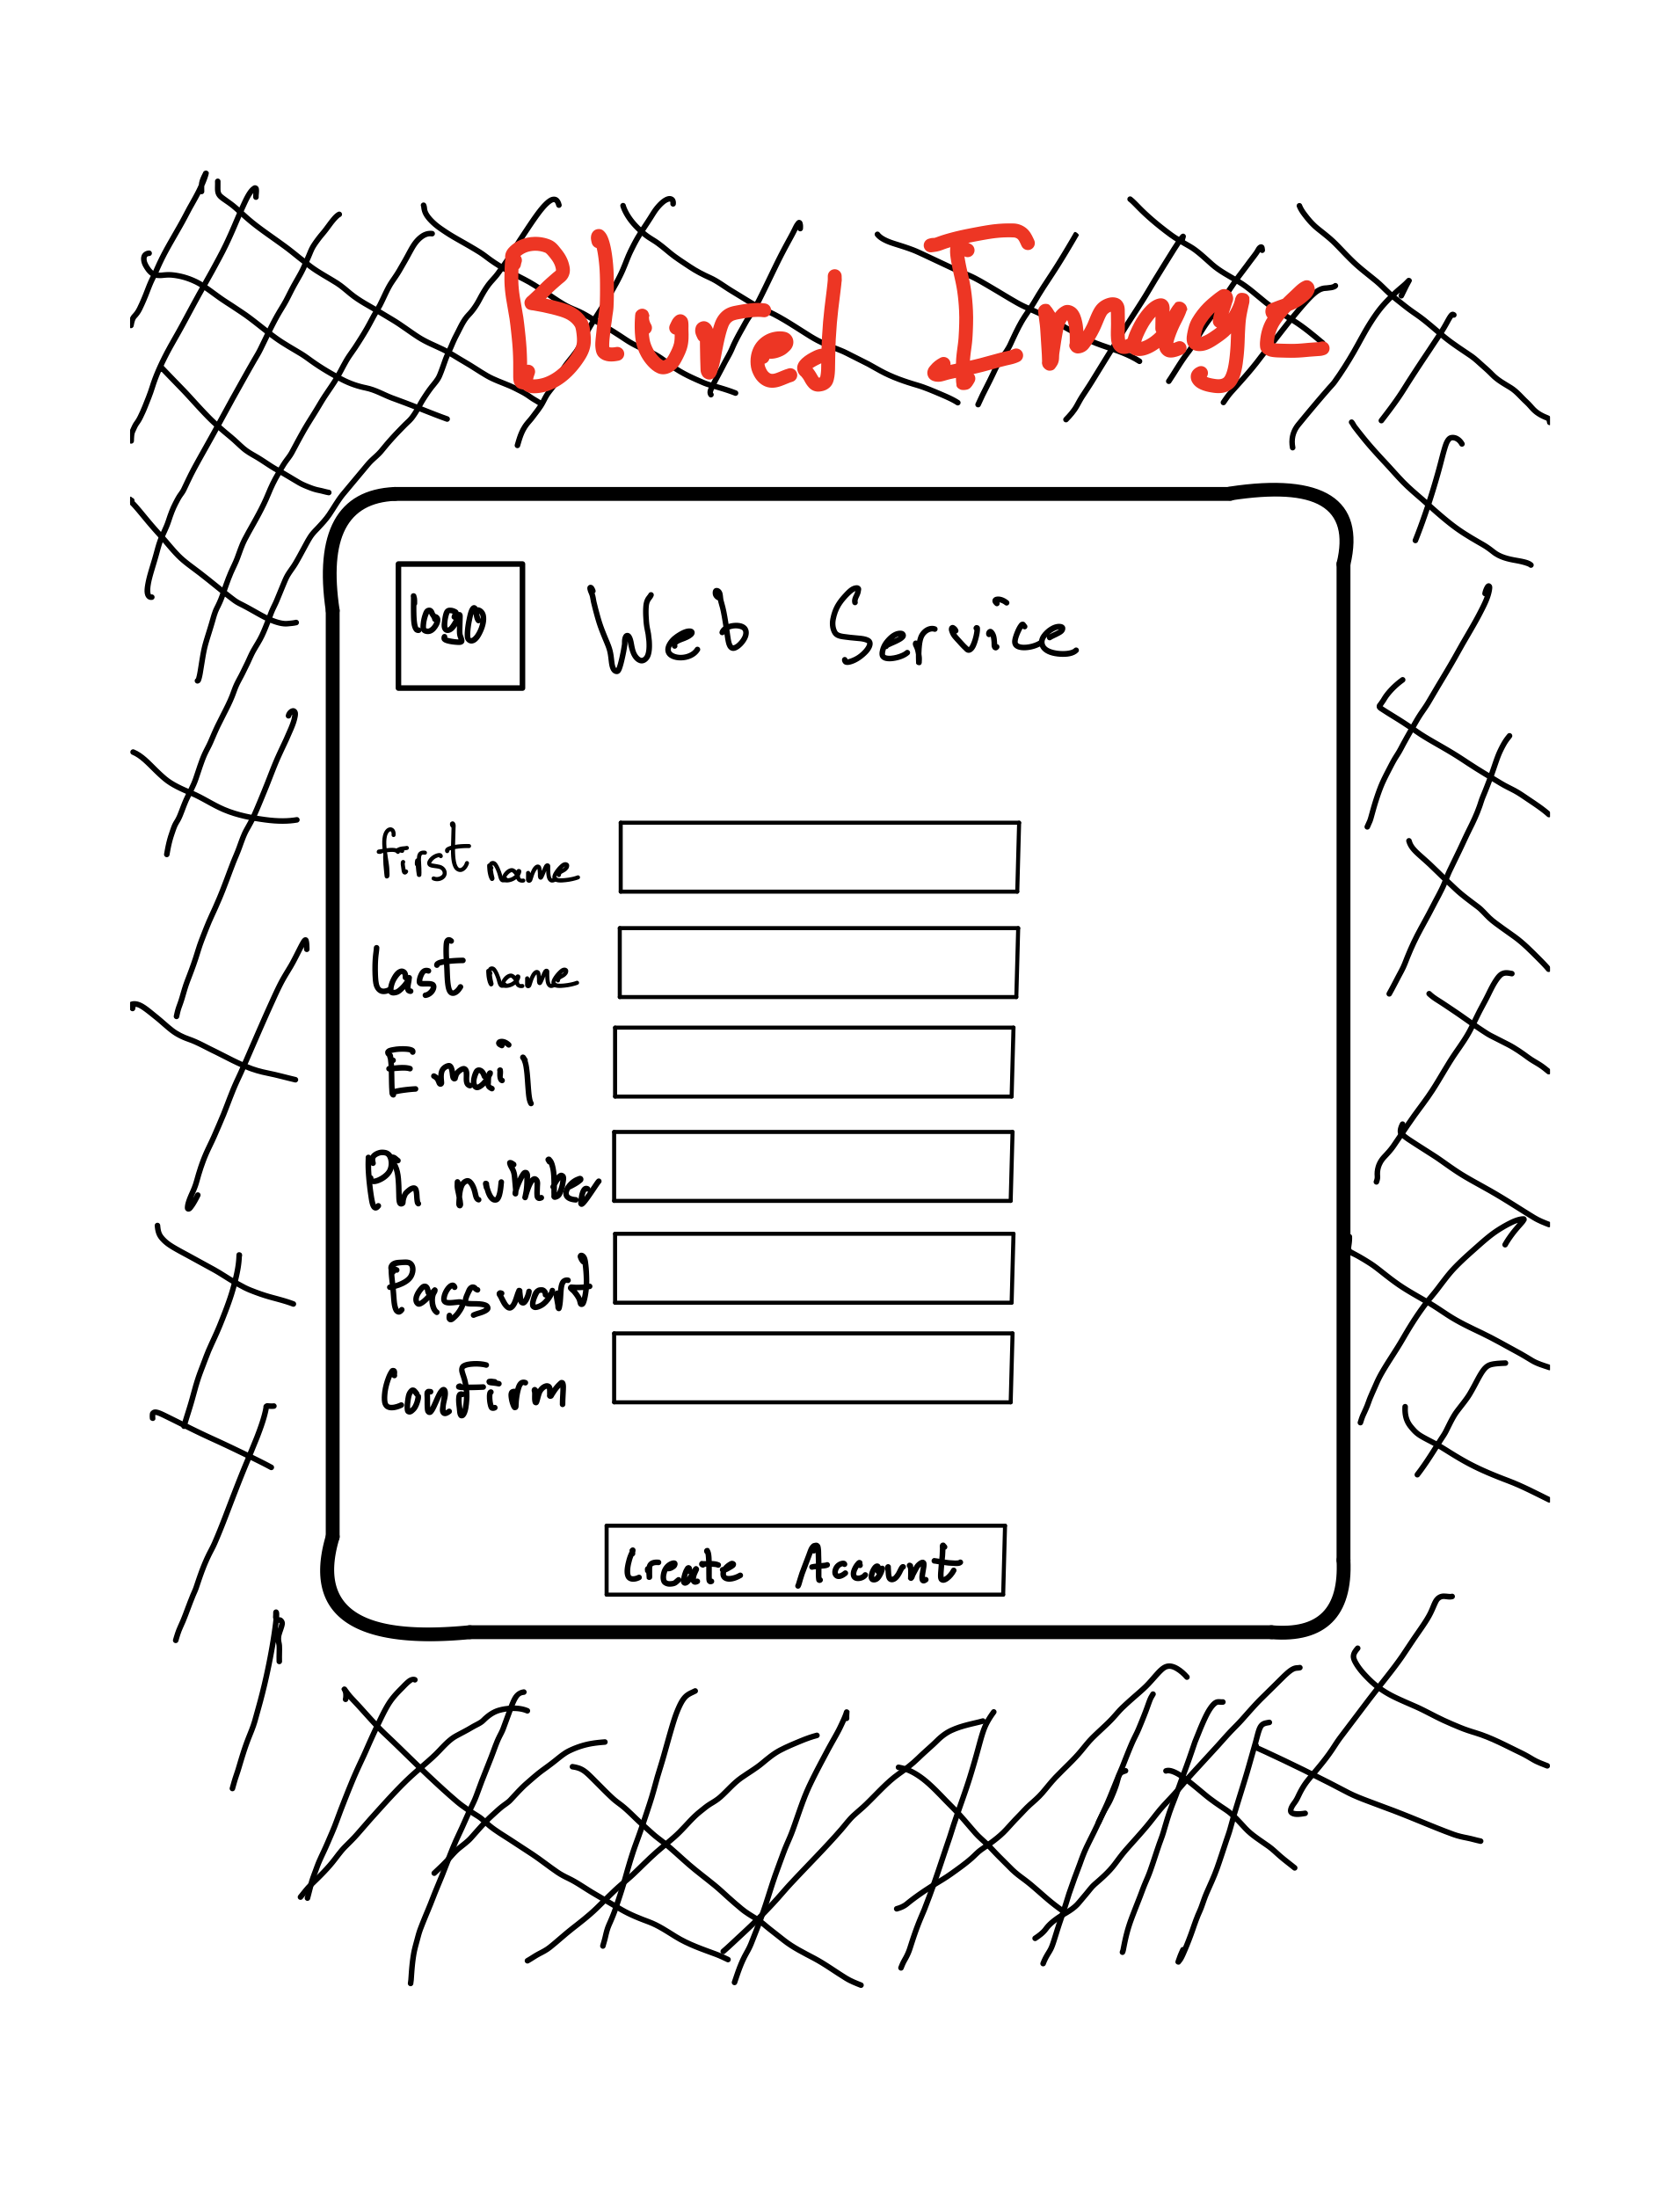 Blured Image
logo
Web Service
first name
Last name
Email
Ph number
Password
Confirm
Create Account